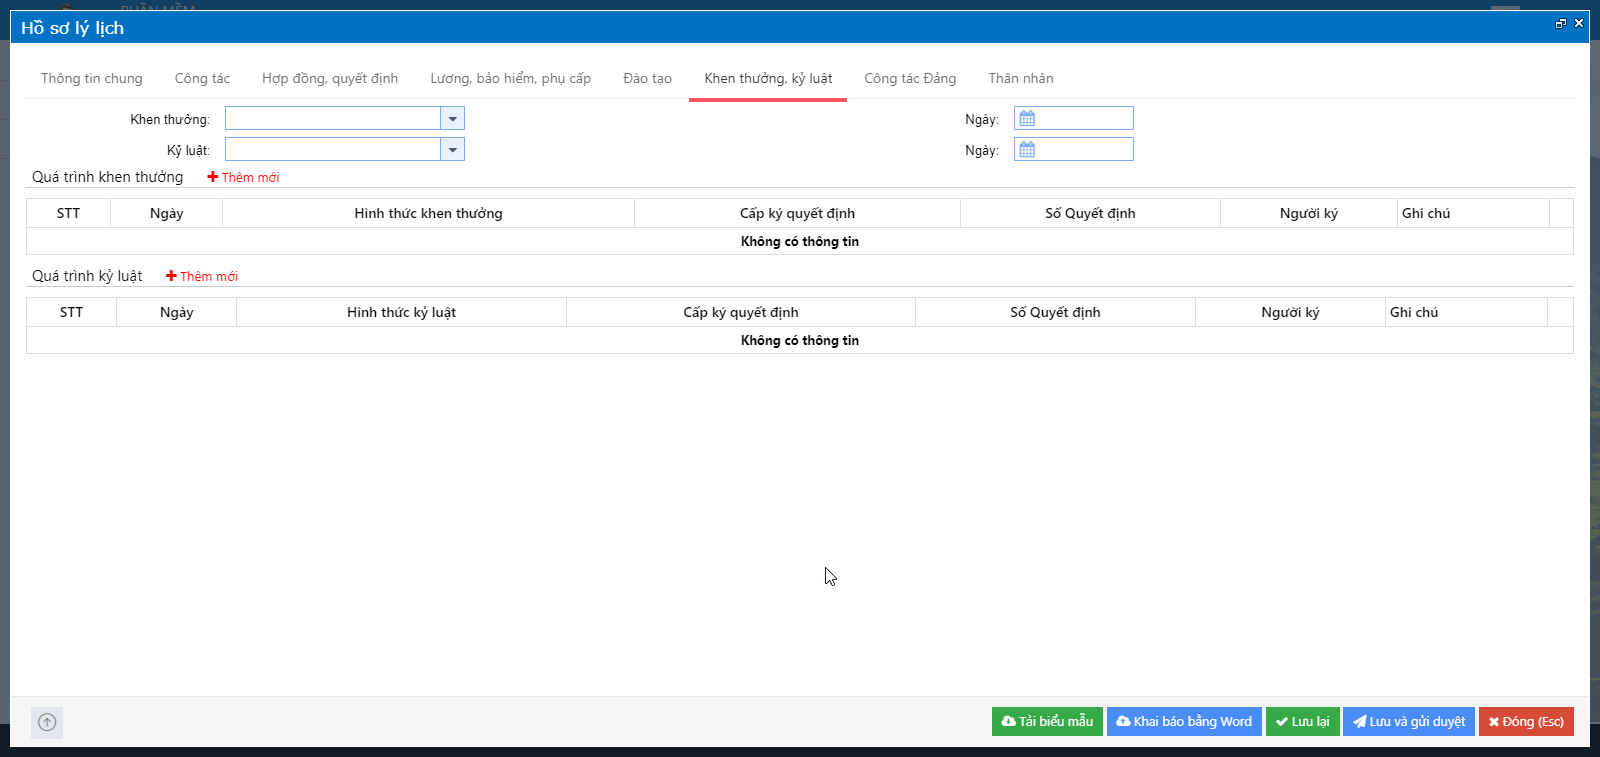 PHẦN MỀM
Hồ sơ lý lịch
Thông tin chung Công tác Hợp đồng, quyết định Lương, bảo hiểm, phụ cấp Đào tạo Khen thưởng, kỷ luật Công tác Đảng Thân nhân
Khen thưởng: Ngày:
Kỷ luật: Ngày:
Quá trình khen thưởng Thêm mới
STT Ngày Hình thức khen thưởng Cấp ký quyết định Số Quyết định Người ký Ghi chú
Không có thông tin
Quá trình kỷ luật Thêm mới
STT Ngày Hình thức kỷ luật Cấp ký quyết định Số Quyết định Người ký Ghi chú
Không có thông tin
Tải biểu mẫu Khai báo bằng Word Lưu lại Lưu và gửi duyệt Đóng (Esc)